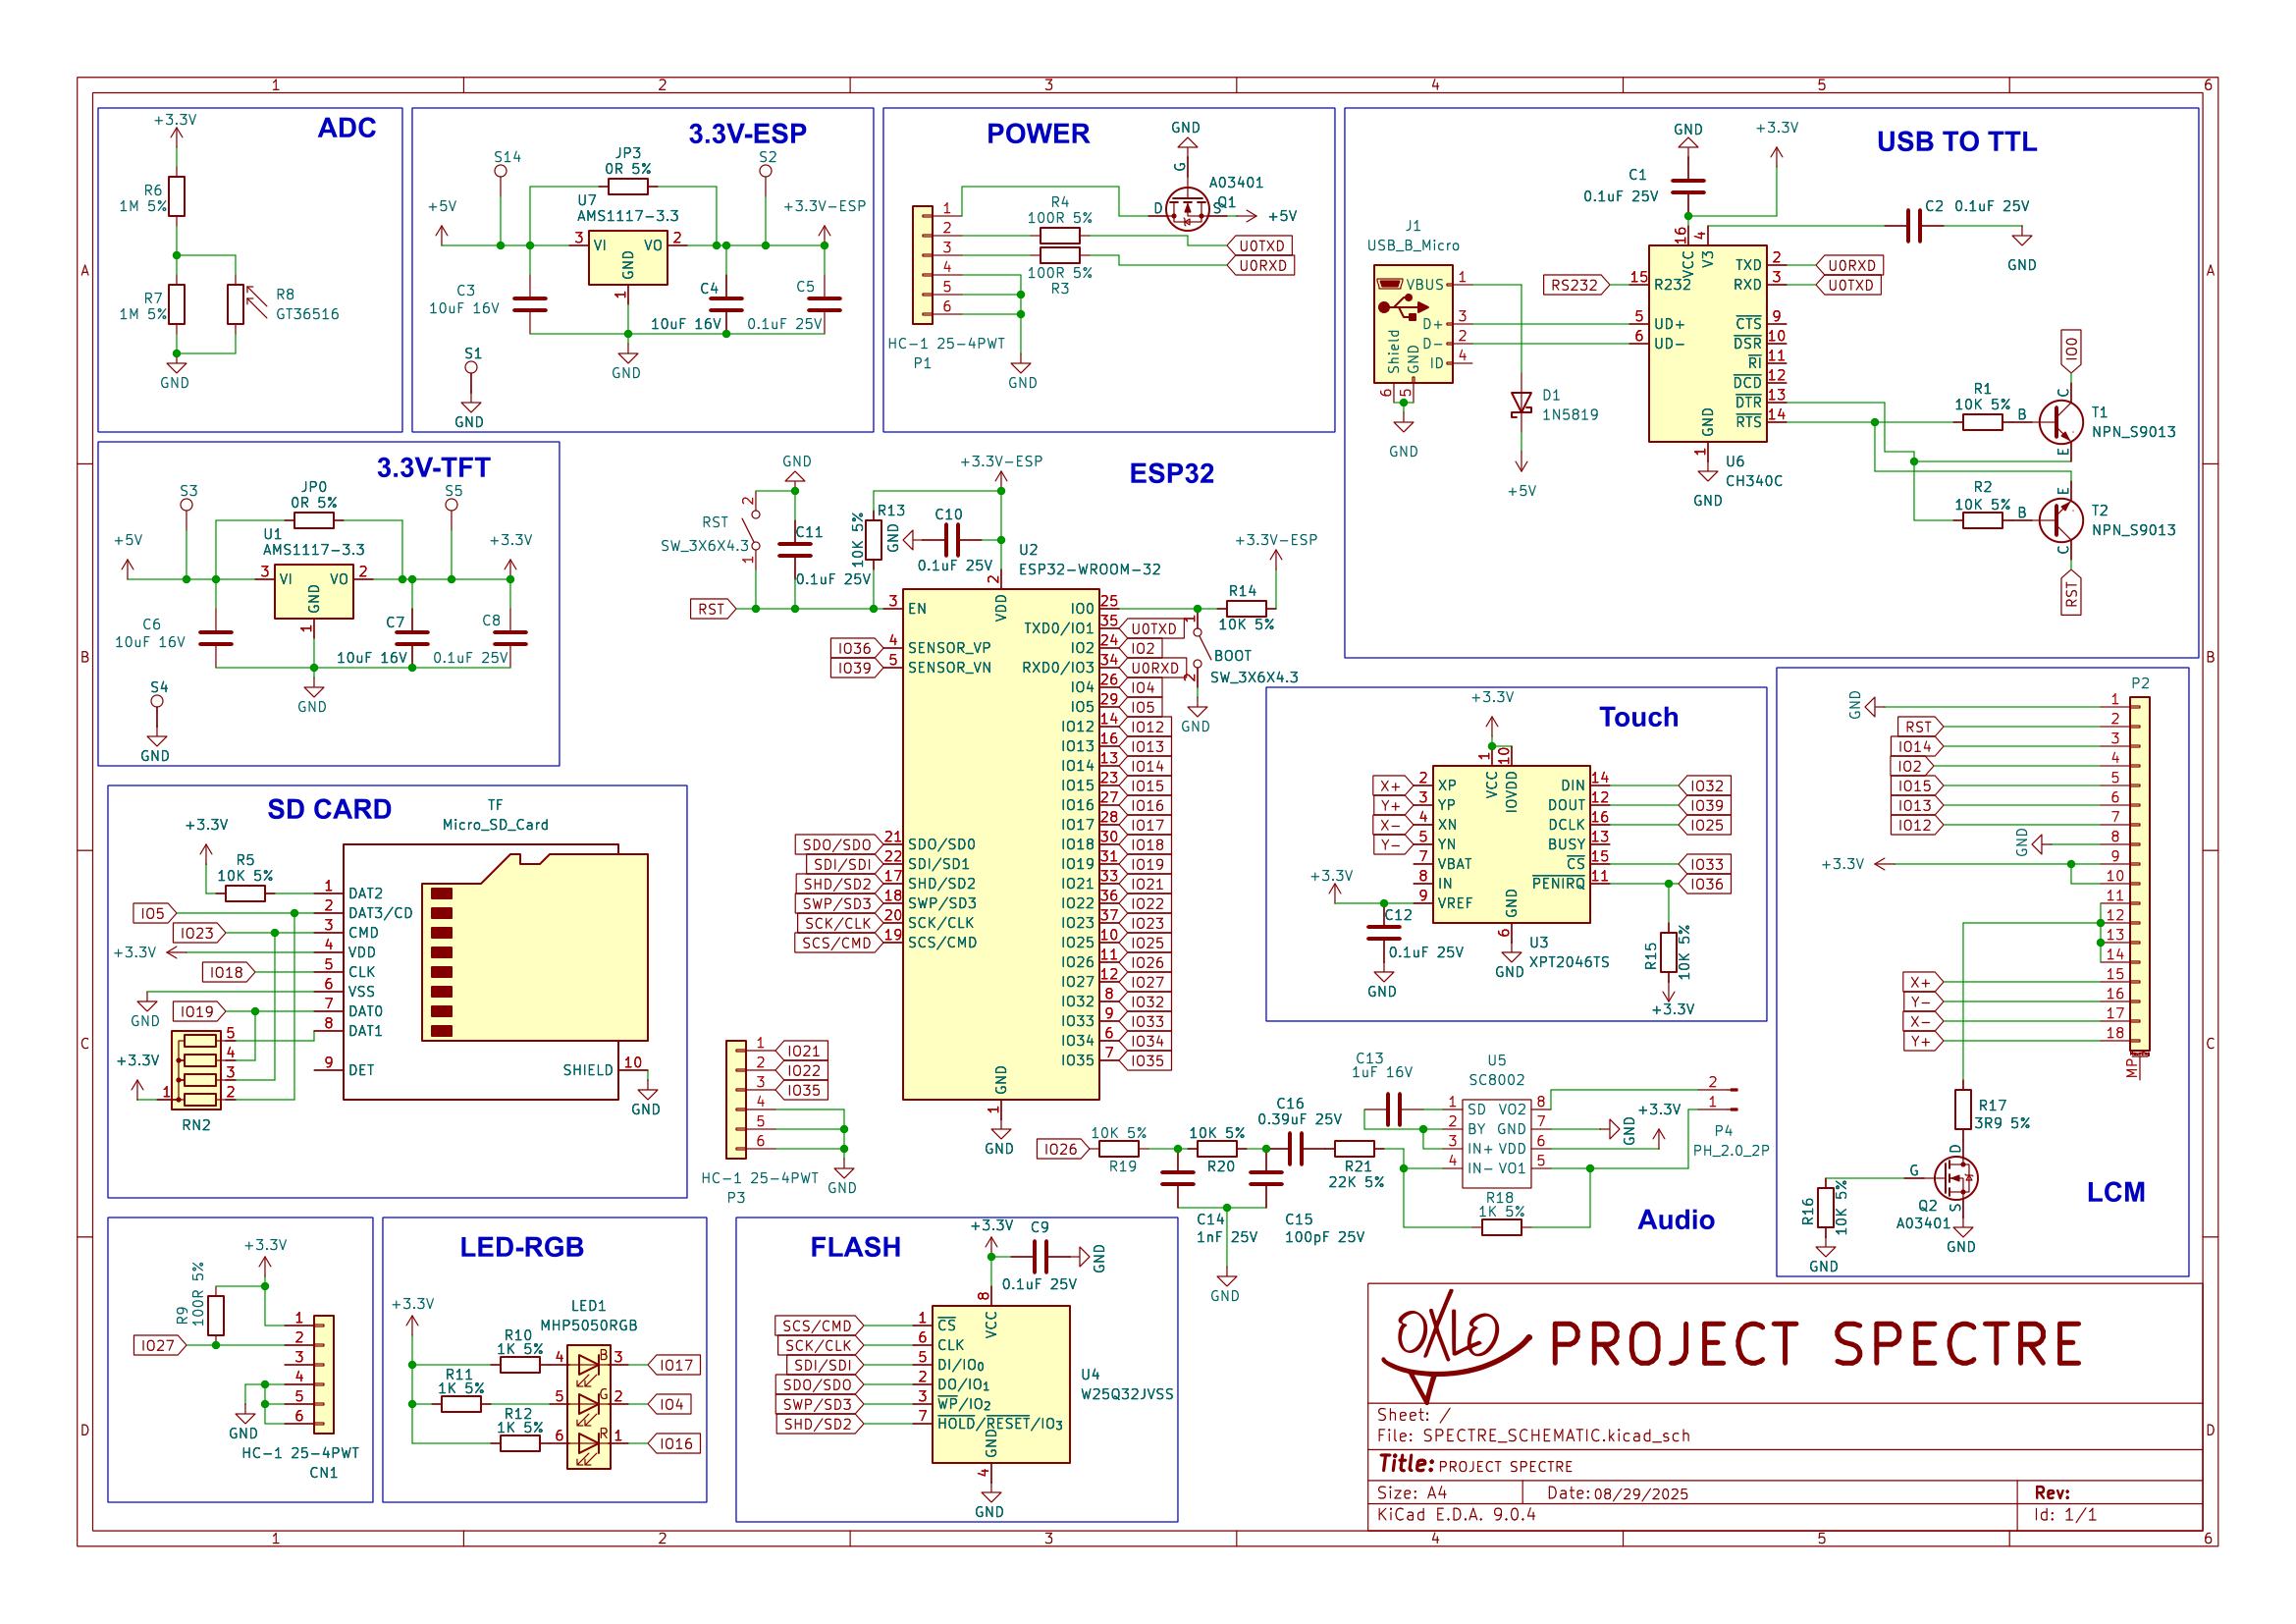 1 2 3 4 5 6
A
B
C
D
ADC
+3.3V
R6
1M 5%
R7
1M 5%
R8
GT36516
GND
3.3V-ESP
S14
JP3
0R 5%
S2
+5V
U7
AMS1117-3.3
+3.3V-ESP
3 VI VO 2
GND
1
C3
10uF 16V
C4
10uF 16V
C5
0.1uF 25V
S1
GND
GND
POWER
GND
G
AO3401
Q1
D S
+5V
R4
100R 5%
100R 5%
R3
U0TXD
U0RXD
1
2
3
4
5
6
HC-1 25-4PWT
P1
GND
USB TO TTL
GND
+3.3V
C1
0.1uF 25V
C2 0.1uF 25V
GND
J1
USB_B_Micro
VBUS 1
D+ 3
D- 2
ID 4
Shield
GND
6 5
GND
D1
1N5819
+5V
RS232
15 R232
5 UD+
6 UD-
16 4
VCC V3
TXD 2
RXD 3
CTS 9
DSR 10
RI 11
DCD 12
DTR 13
RTS 14
GND
1
U0RXD
U0TXD
U6
CH340C
GND
IO0
R1
10K 5%
B C E
T1
NPN_S9013
R2
10K 5%
B E C
T2
NPN_S9013
RST
3.3V-TFT
S3
JP0
0R 5%
S5
+5V
U1
AMS1117-3.3
+3.3V
3 VI VO 2
GND
1
C6
10uF 16V
C7
10uF 16V
C8
0.1uF 25V
S4
GND
GND
ESP32
GND
+3.3V-ESP
RST
SW_3X6X4.3
2
1
C11
0.1uF 25V
R13
10K 5%
GND
C10
0.1uF 25V
U2
ESP32-WROOM-32
+3.3V-ESP
R14
10K 5%
1
BOOT
2
SW_3X6X4.3
GND
RST
2
VDD
3 EN
IO36 4 SENSOR_VP
IO39 5 SENSOR_VN
SDO/SDO 21 SDO/SD0
SDI/SDI 22 SDI/SD1
SHD/SD2 17 SHD/SD2
SWP/SD3 18 SWP/SD3
SCK/CLK 20 SCK/CLK
SCS/CMD 19 SCS/CMD
IO0 25
TXD0/IO1 35 U0TXD
IO2 24 IO2
RXD0/IO3 34 U0RXD
IO4 26 IO4
IO5 29 IO5
IO12 14 IO12
IO13 16 IO13
IO14 13 IO14
IO15 23 IO15
IO16 27 IO16
IO17 28 IO17
IO18 30 IO18
IO19 31 IO19
IO21 33 IO21
IO22 36 IO22
IO23 37 IO23
IO25 10 IO25
IO26 11 IO26
IO27 12 IO27
IO32 8 IO32
IO33 9 IO33
IO34 6 IO34
IO35 7 IO35
GND
1
GND
Touch
+3.3V
1 10
VCC IOVDD
X+ 2 XP
Y+ 3 YP
X- 4 XN
Y- 5 YN
7 VBAT
8 IN
9 VREF
DIN 14 IO32
DOUT 12 IO39
DCLK 16 IO25
BUSY 13
CS 15 IO33
PENIRQ 11 IO36
GND
6
+3.3V
C12
0.1uF 25V
GND
GND
U3
XPT2046TS
R15
10K 5%
+3.3V
P2
GND 1
RST 2
IO14 3
IO2 4
IO15 5
IO13 6
IO12 7
GND 8
+3.3V 9
10
11
12
13
14
X+ 15
Y- 16
X- 17
Y+ 18
MP
R17
3R9 5%
D
G
S
Q2
AO3401
GND
R16
10K 5%
GND
LCM
SD CARD
TF
Micro_SD_Card
+3.3V
R5
10K 5%
1 DAT2
IO5 2 DAT3/CD
IO23 3 CMD
+3.3V 4 VDD
IO18 5 CLK
6 VSS
GND
IO19 7 DAT0
8 DAT1
9 DET
SHIELD 10
GND
+3.3V
5
4
3
1 2
RN2
1 IO21
2 IO22
3 IO35
4
5
6
HC-1 25-4PWT
P3
GND
IO26
10K 5%
R19
10K 5%
R20
C16
0.39uF 25V
R21
22K 5%
C14
1nF 25V
C15
100pF 25V
GND
C13
1uF 16V
U5
SC8002
1 SD VO2 8
2 BY GND 7
3 IN+ VDD 6
4 IN- VO1 5
R18
1K 5%
GND
+3.3V
2
1
P4
PH_2.0_2P
Audio
+3.3V
R9
100R 5%
IO27
1
2
3
4
5
6
GND
HC-1 25-4PWT
CN1
LED-RGB
+3.3V
LED1
MHP5050RGB
R10
1K 5%
R11
1K 5%
R12
1K 5%
4 B 3 IO17
5 G 2 IO4
6 R 1 IO16
FLASH
+3.3V
C9
0.1uF 25V
GND
8
VCC
SCS/CMD 1 CS
SCK/CLK 6 CLK
SDI/SDI 5 DI/IO0
SDO/SDO 2 DO/IO1
SWP/SD3 3 WP/IO2
SHD/SD2 7 HOLD/RESET/IO3
GND
4
GND
U4
W25Q32JVSS
OXLO
PROJECT SPECTRE
Sheet: /
File: SPECTRE_SCHEMATIC.kicad_sch
Title: PROJECT SPECTRE
Size: A4 Date: 08/29/2025 Rev:
KiCad E.D.A. 9.0.4 Id: 1/1
A
B
C
D
1 2 3 4 5 6